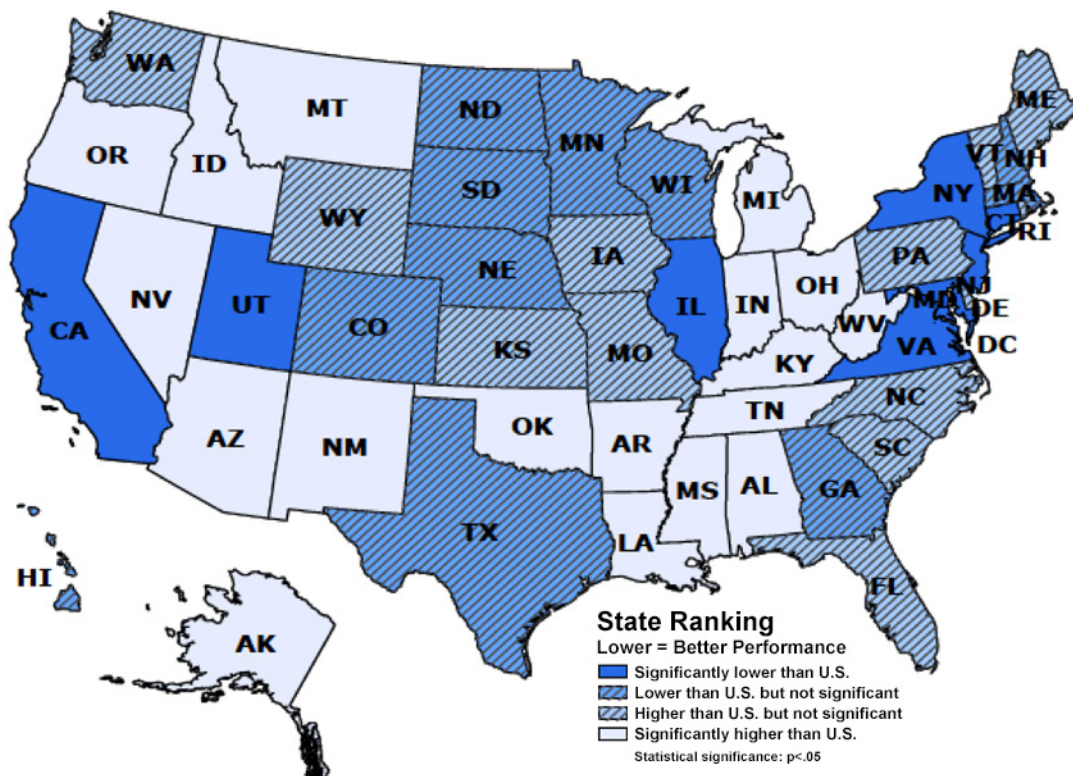 WA
MT
ND
MN
ME
OR
ID
SD
WI
VT
NH
WY
MI
NY
MA
CT
RI
IA
PA
NE
NV
UT
CO
IL
IN
OH
MD
NJ
DE
CA
KS
MO
WV
VA
DC
KY
NC
TN
AZ
NM
OK
AR
SC
MS
AL
GA
TX
LA
HI
FL
AK
State Ranking
Lower = Better Performance
Significantly lower than U.S.
Lower than U.S. but not significant
Higher than U.S. but not significant
Significantly higher than U.S.
Statistical significance: p<.05